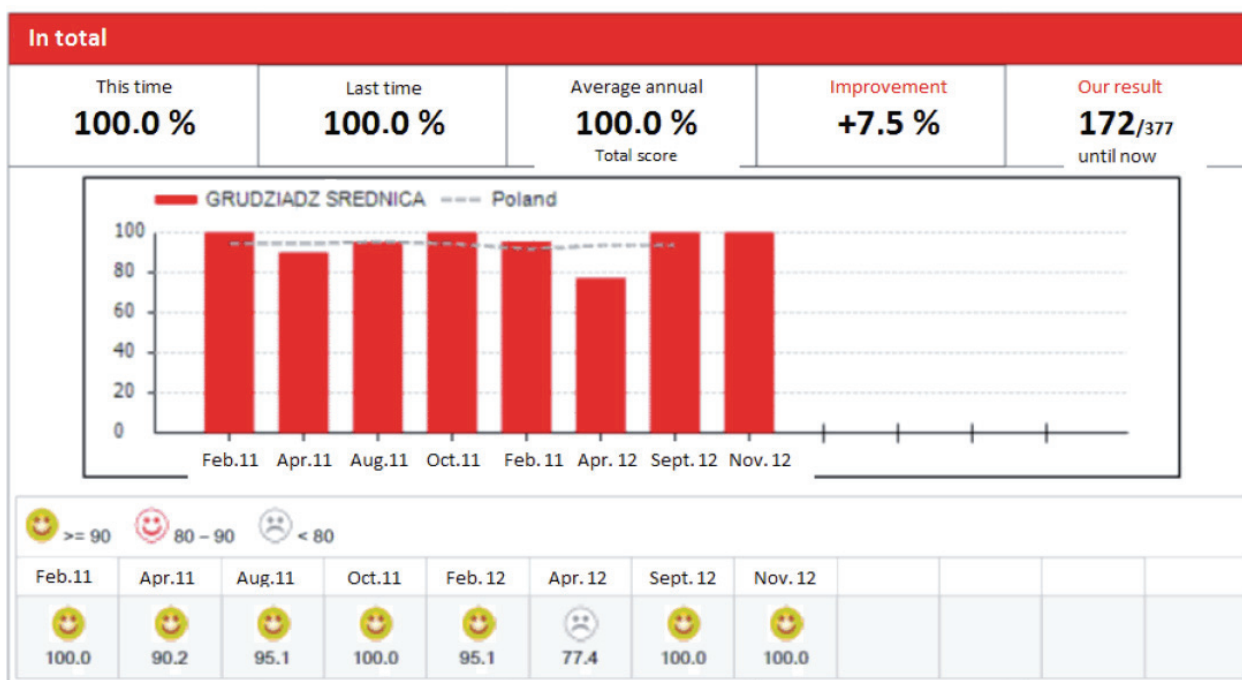 In total
This time
100.0 %
Last time
100.0 %
Average annual
100.0 %
Total score
Improvement
+7.5 %
Our result
172/377
until now
GRUDZIADZ SREDNICA Poland
100
80
60
40
20
0
Feb.11 Apr.11 Aug.11 Oct.11 Feb.11 Apr. 12 Sept. 12 Nov. 12
>= 90 80 – 90 < 80
Feb.11 Apr.11 Aug.11 Oct.11 Feb. 12 Apr. 12 Sept. 12 Nov. 12
100.0 90.2 95.1 100.0 95.1 77.4 100.0 100.0